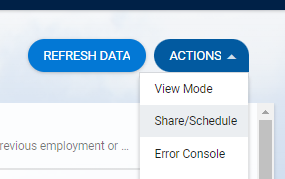 REFRESH DATA
ACTIONS
View Mode
Share/Schedule
revious employment or ...
Error Console